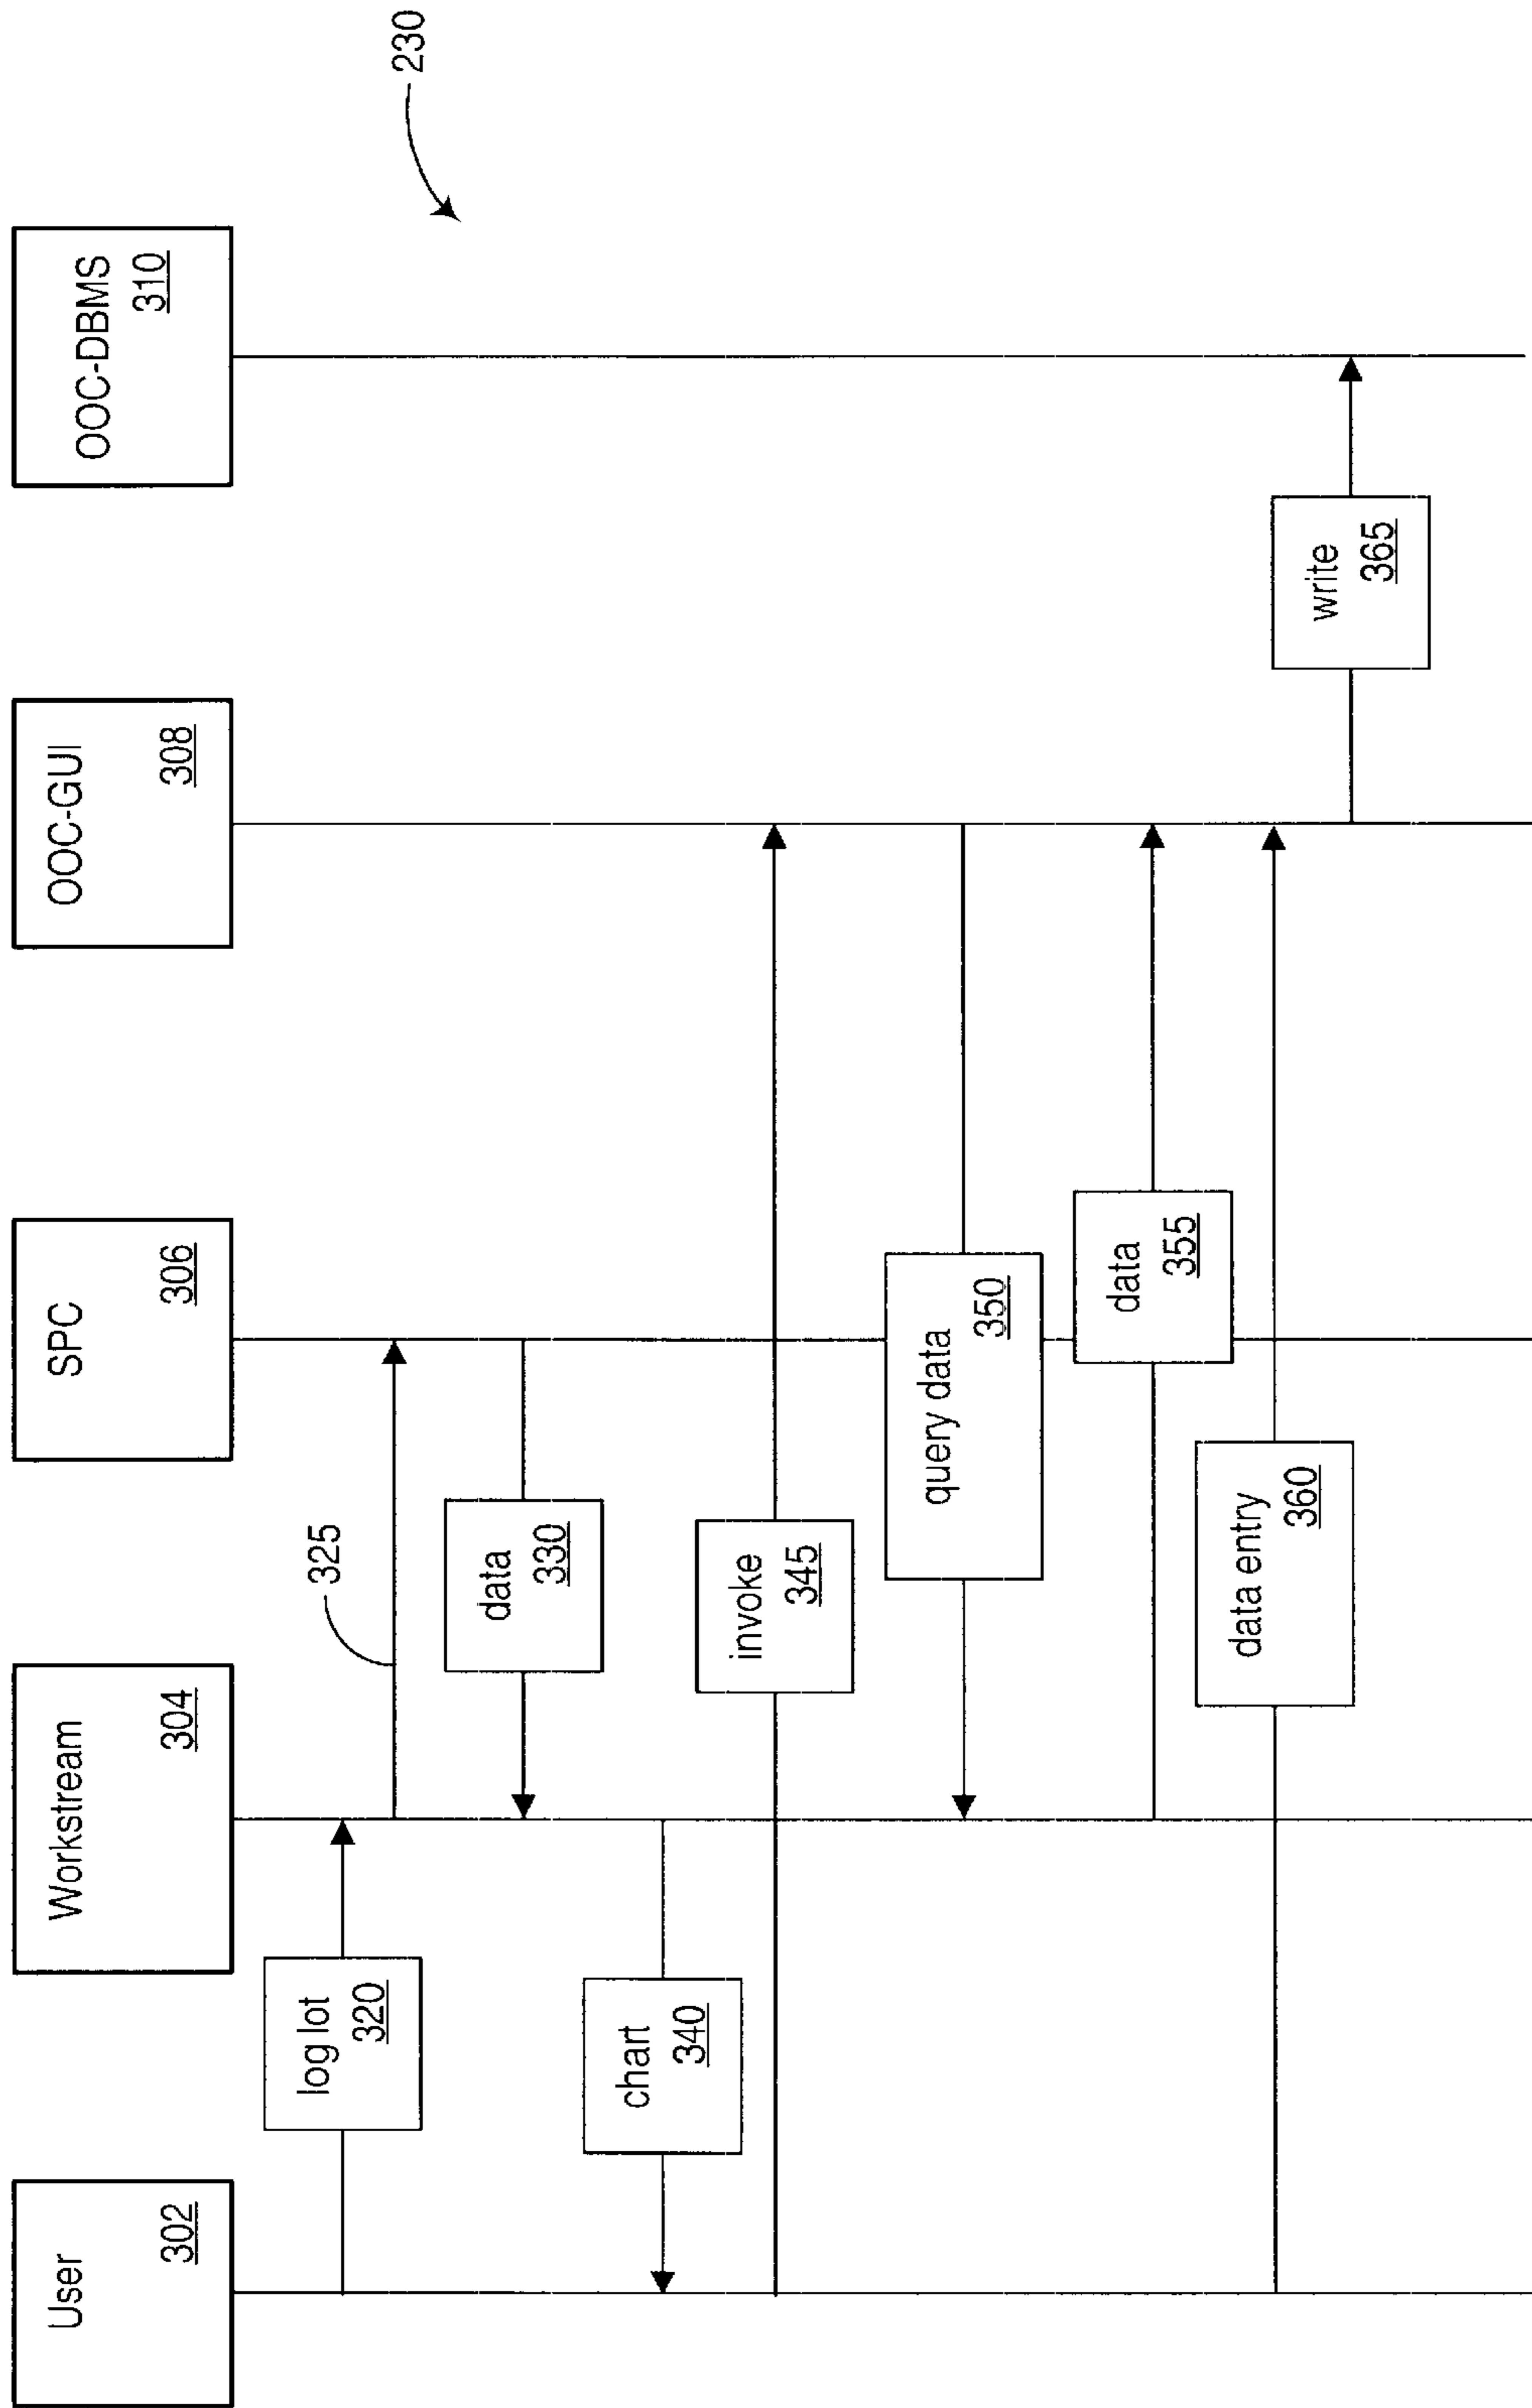 User
302
Workstream
304
SPC
306
OOC-GUI
308
OOC-DBMS
310
230
log lot
320
325
data
330
chart
340
invoke
345
query data
350
data
355
data entry
360
write
365